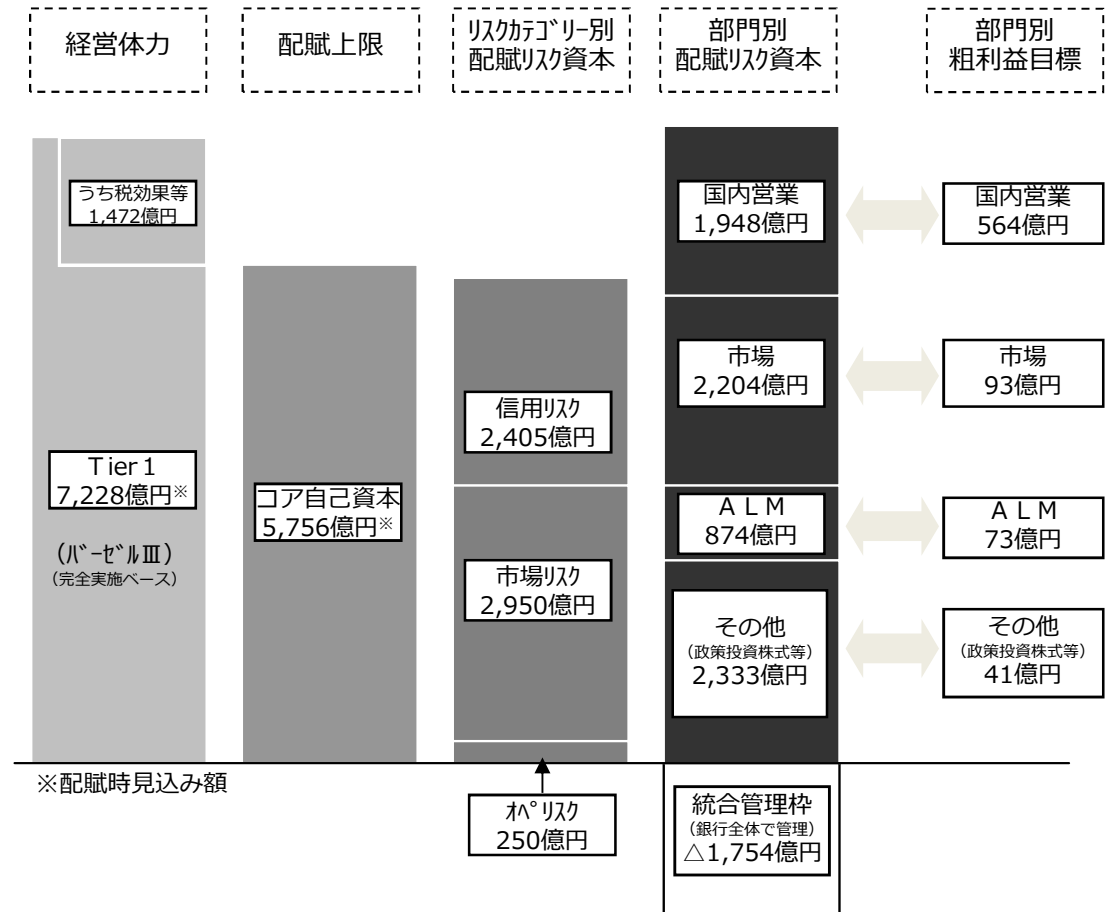 経営体力
配賦上限
ﾘｽｸｶﾃｺﾞﾘｰ別
配賦ﾘｽｸ資本
部門別
配賦ﾘｽｸ資本
部門別
粗利益目標
うち税効果等
1,472億円
Tier1
7,228億円※
(ﾊﾞｰｾﾞﾙⅢ)
(完全実施ベース)
コア自己資本
5,756億円※
信用ﾘｽｸ
2,405億円
市場ﾘｽｸ
2,950億円
ｵﾍﾟﾘｽｸ
250億円
国内営業
1,948億円
市場
2,204億円
ＡＬＭ
874億円
その他
(政策投資株式等)
2,333億円
統合管理枠
(銀行全体で管理)
△1,754億円
国内営業
564億円
市場
93億円
ＡＬＭ
73億円
その他
(政策投資株式等)
41億円
※配賦時見込み額